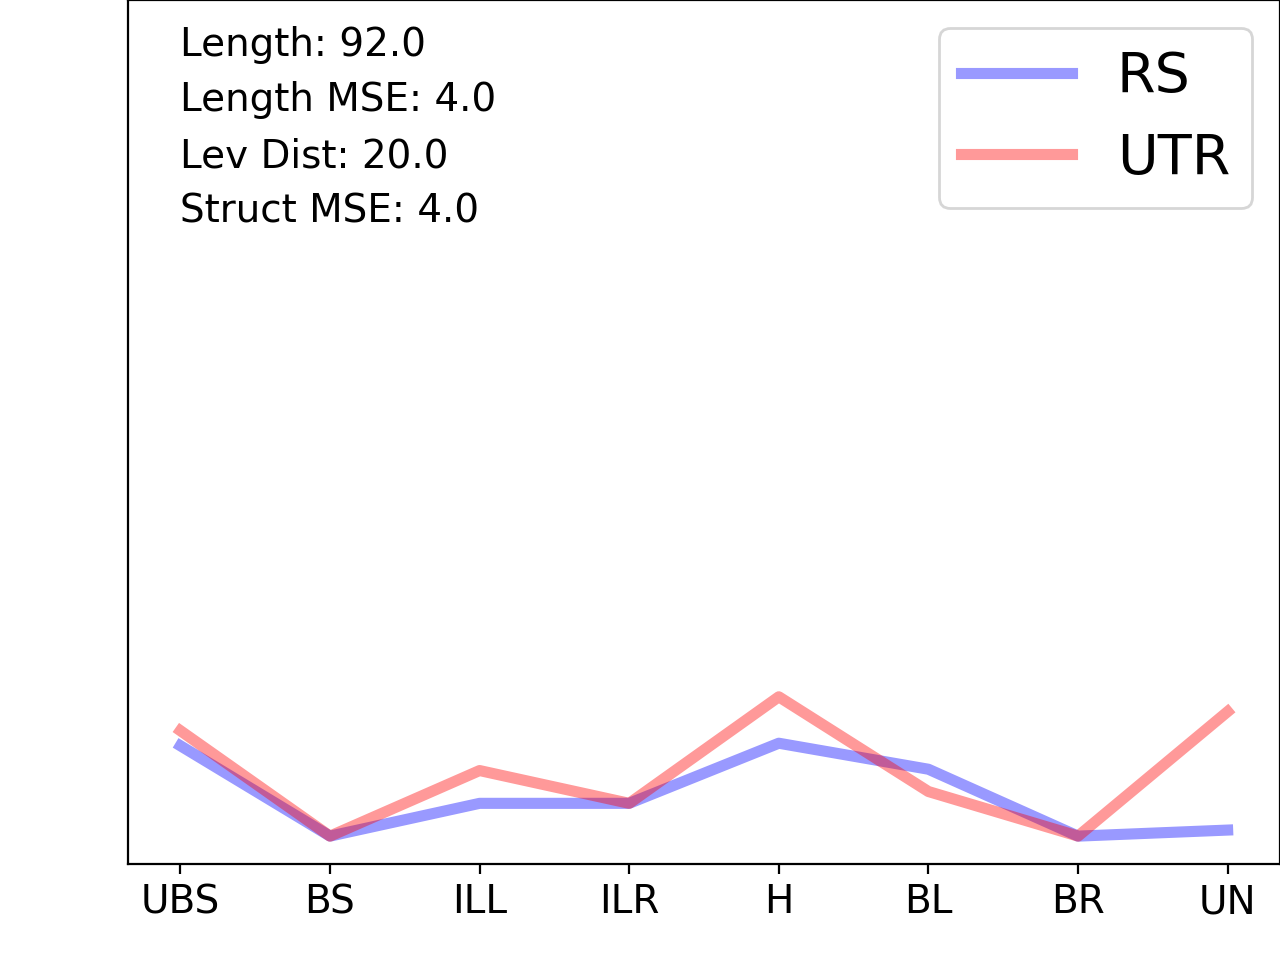 Length: 92.0
Length MSE: 4.0
Lev Dist: 20.0
Struct MSE: 4.0
RS
UTR
UBS BS ILL ILR H BL BR UN